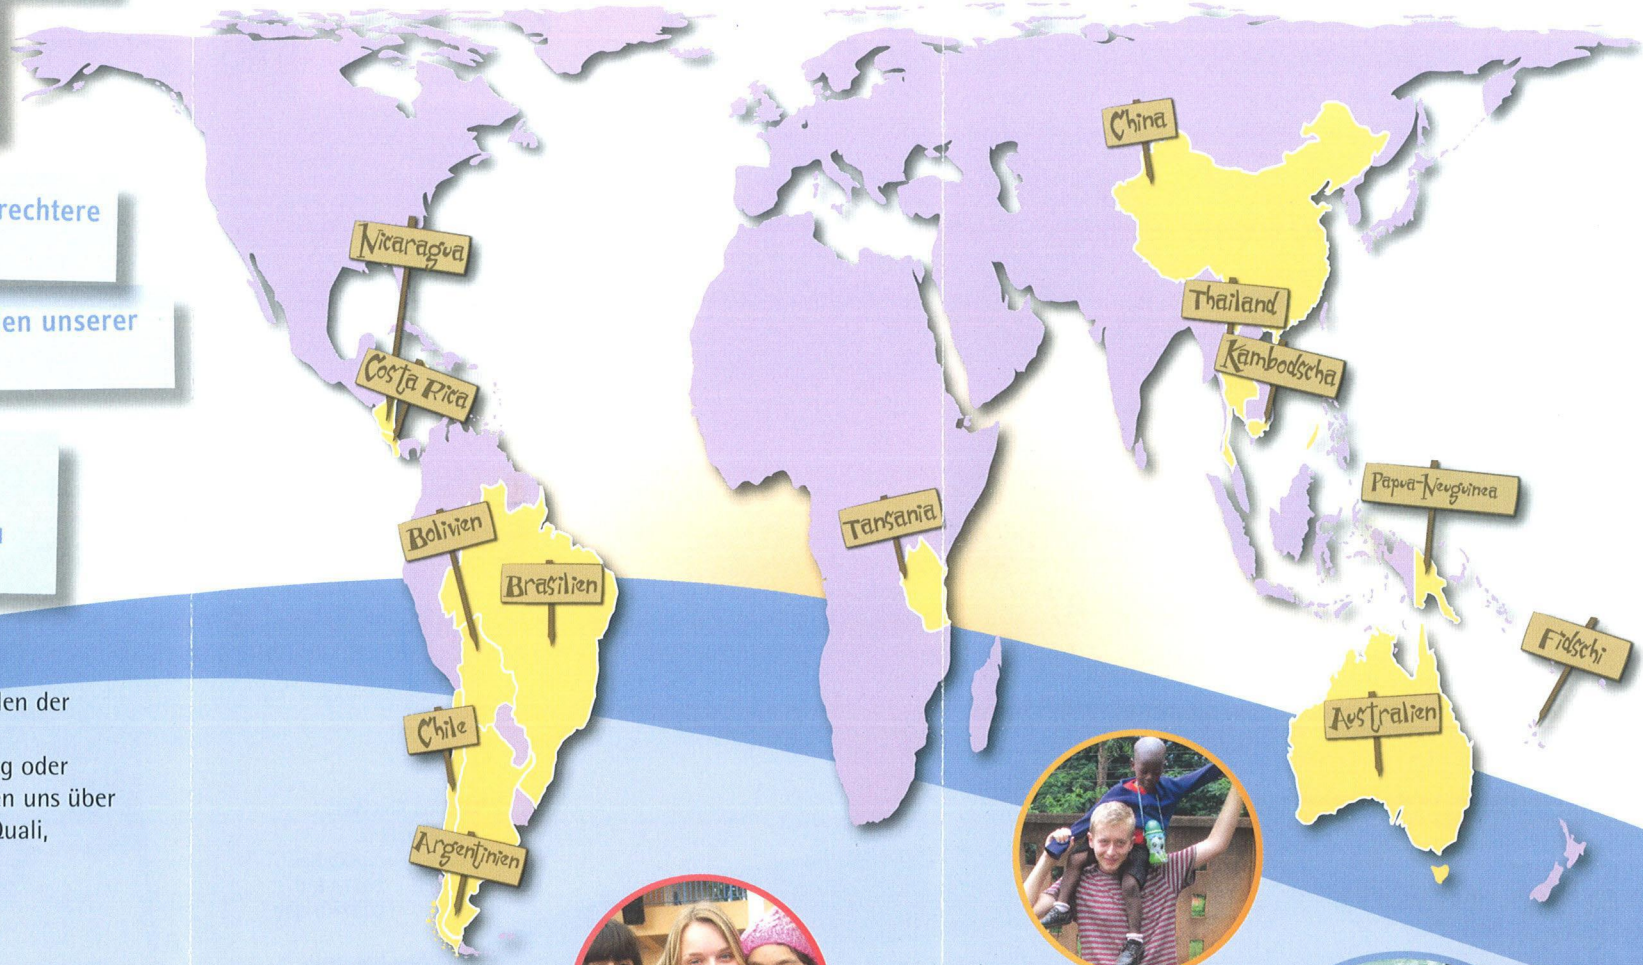 rechtere
en unserer
len der
g oder
en uns über
Quali,
China
Nicaragua
Thailand
Kambodscha
Costa Rica
Papua-Neuguinea
Bolivien
Tansania
Brasilien
Fidschi
Chile
Australien
Argentinien